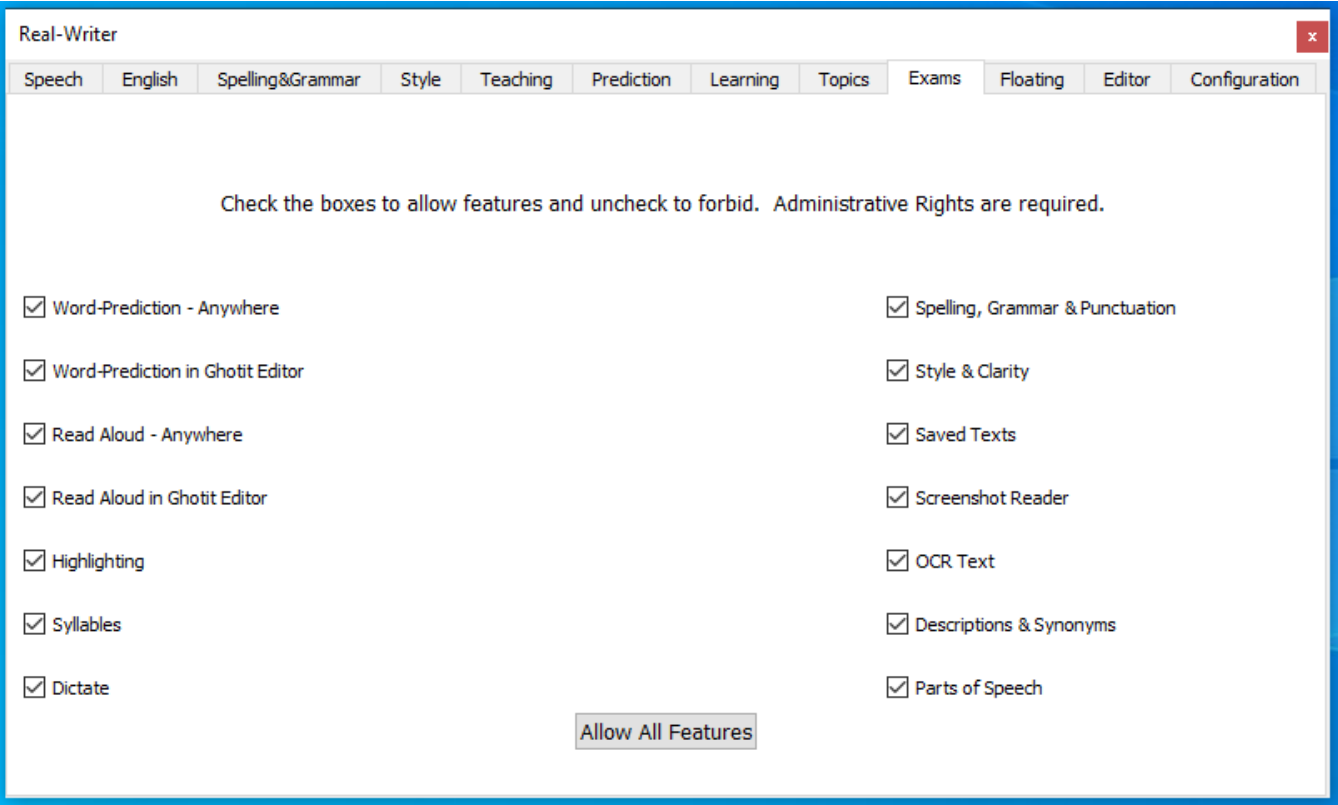 Real-Writer
x
Speech English Spelling&Grammar Style Teaching Prediction Learning Topics Exams Floating Editor Configuration
Check the boxes to allow features and uncheck to forbid.  Administrative Rights are required.
Word-Prediction - Anywhere
Spelling, Grammar & Punctuation
Word-Prediction in Ghotit Editor
Style & Clarity
Read Aloud - Anywhere
Saved Texts
Read Aloud in Ghotit Editor
Screenshot Reader
Highlighting
OCR Text
Syllables
Descriptions & Synonyms
Dictate
Parts of Speech
Allow All Features